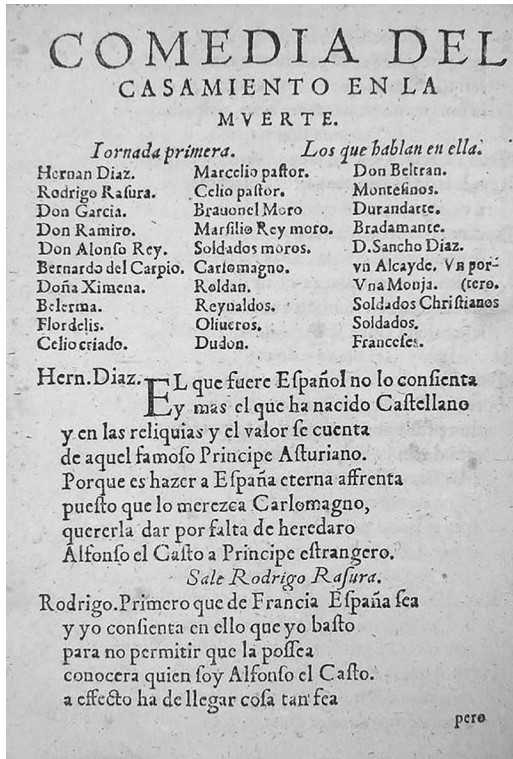 COMEDIA DEL
CASAMIENTO EN LA
MVERTE.
Iornada primera. Los que hablan en ella.
Hernan Diaz. Marcelio paſtor. Don Beltran.
Rodrigo Raſura. Celio paſtor. Monteſinos.
Don Garcia. Brauonel Moro Durandarte.
Don Ramiro. Marſilio Rey moro. Bradamante.
Don Alonſo Rey. Soldados moros. D.Sancho Diaz.
Bernardo del Carpio. Carlomagno. vn Alcayde. Vn por-
Doña Ximena. Roldan. Vna Monja. (tero.
Belerma. Reynaldos. Soldados Chriſtianos
Flordelis. Oliueros. Soldados.
Celio criado. Dudon. Franceſes.
Hern.Diaz. EL que fuere Eſpañol no lo conſienta
y mas el que ha nacido Caſtellano
y en las reliquias y el valor ſe cuenta
de aquel famoſo Principe Aſturiano.
Porque es hazer a Eſpaña eterna affrenta
pueſto que lo merezca Carlomagno,
quererla dar por falta de heredaro
Alfonſo el Caſto a Principe eſtrangero.
Sale Rodrigo Raſura.
Rodrigo. Primero que de Francia Eſpaña ſea
y yo conſienta en ello que yo baſto
para no permitir que la poſſea
conocera quien ſoy Alfonſo el Caſto.
a effecto ha de llegar coſa tan fea
pero